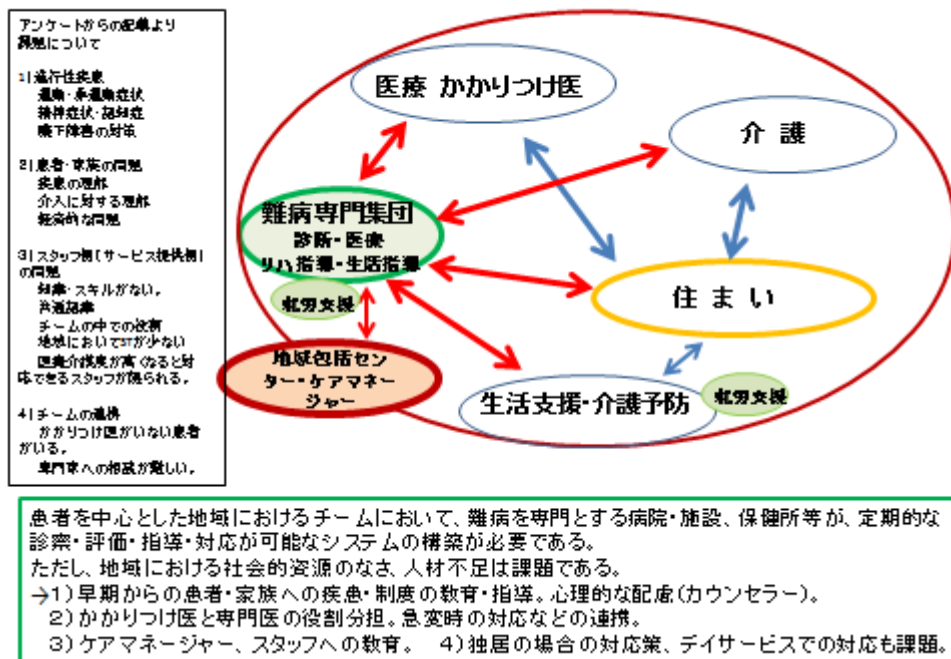 アンケートからの記載より
課題について
1)進行性疾患
運動・非運動症状
精神症状・認知症
嚥下障害の対策
2)患者・家族の問題
疾患の理解
介入に対する理解
経済的な問題
3)スタッフ側(サービス提供側)
の問題
知識・スキルがない。
共通認識
チームの中での役割
地域においてSTが少ない
医療介護度が高くなると対
応できるスタッフが限られる。
4)チームの連携
かかりつけ医がいない患者
がいる。
専門家への相談が難しい。
医療 かかりつけ医
介 護
難病専門集団
診断・医療
リハ指導・生活指導
就労支援
住 ま い
地域包括セン
ター・ケアマネー
ジャー
生活支援・介護予防
就労支援
患者を中心とした地域におけるチームにおいて、難病を専門とする病院・施設、保健所等が、定期的な
診察・評価・指導・対応が可能なシステムの構築が必要である。
ただし、地域における社会的資源のなさ、人材不足は課題である。
→1)早期からの患者・家族への疾患・制度の教育・指導。心理的な配慮(カウンセラー)。
2)かかりつけ医と専門医の役割分担。急変時の対応などの連携。
3)ケアマネージャー、スタッフへの教育。 4)独居の場合の対応策、デイサービスでの対応も課題。